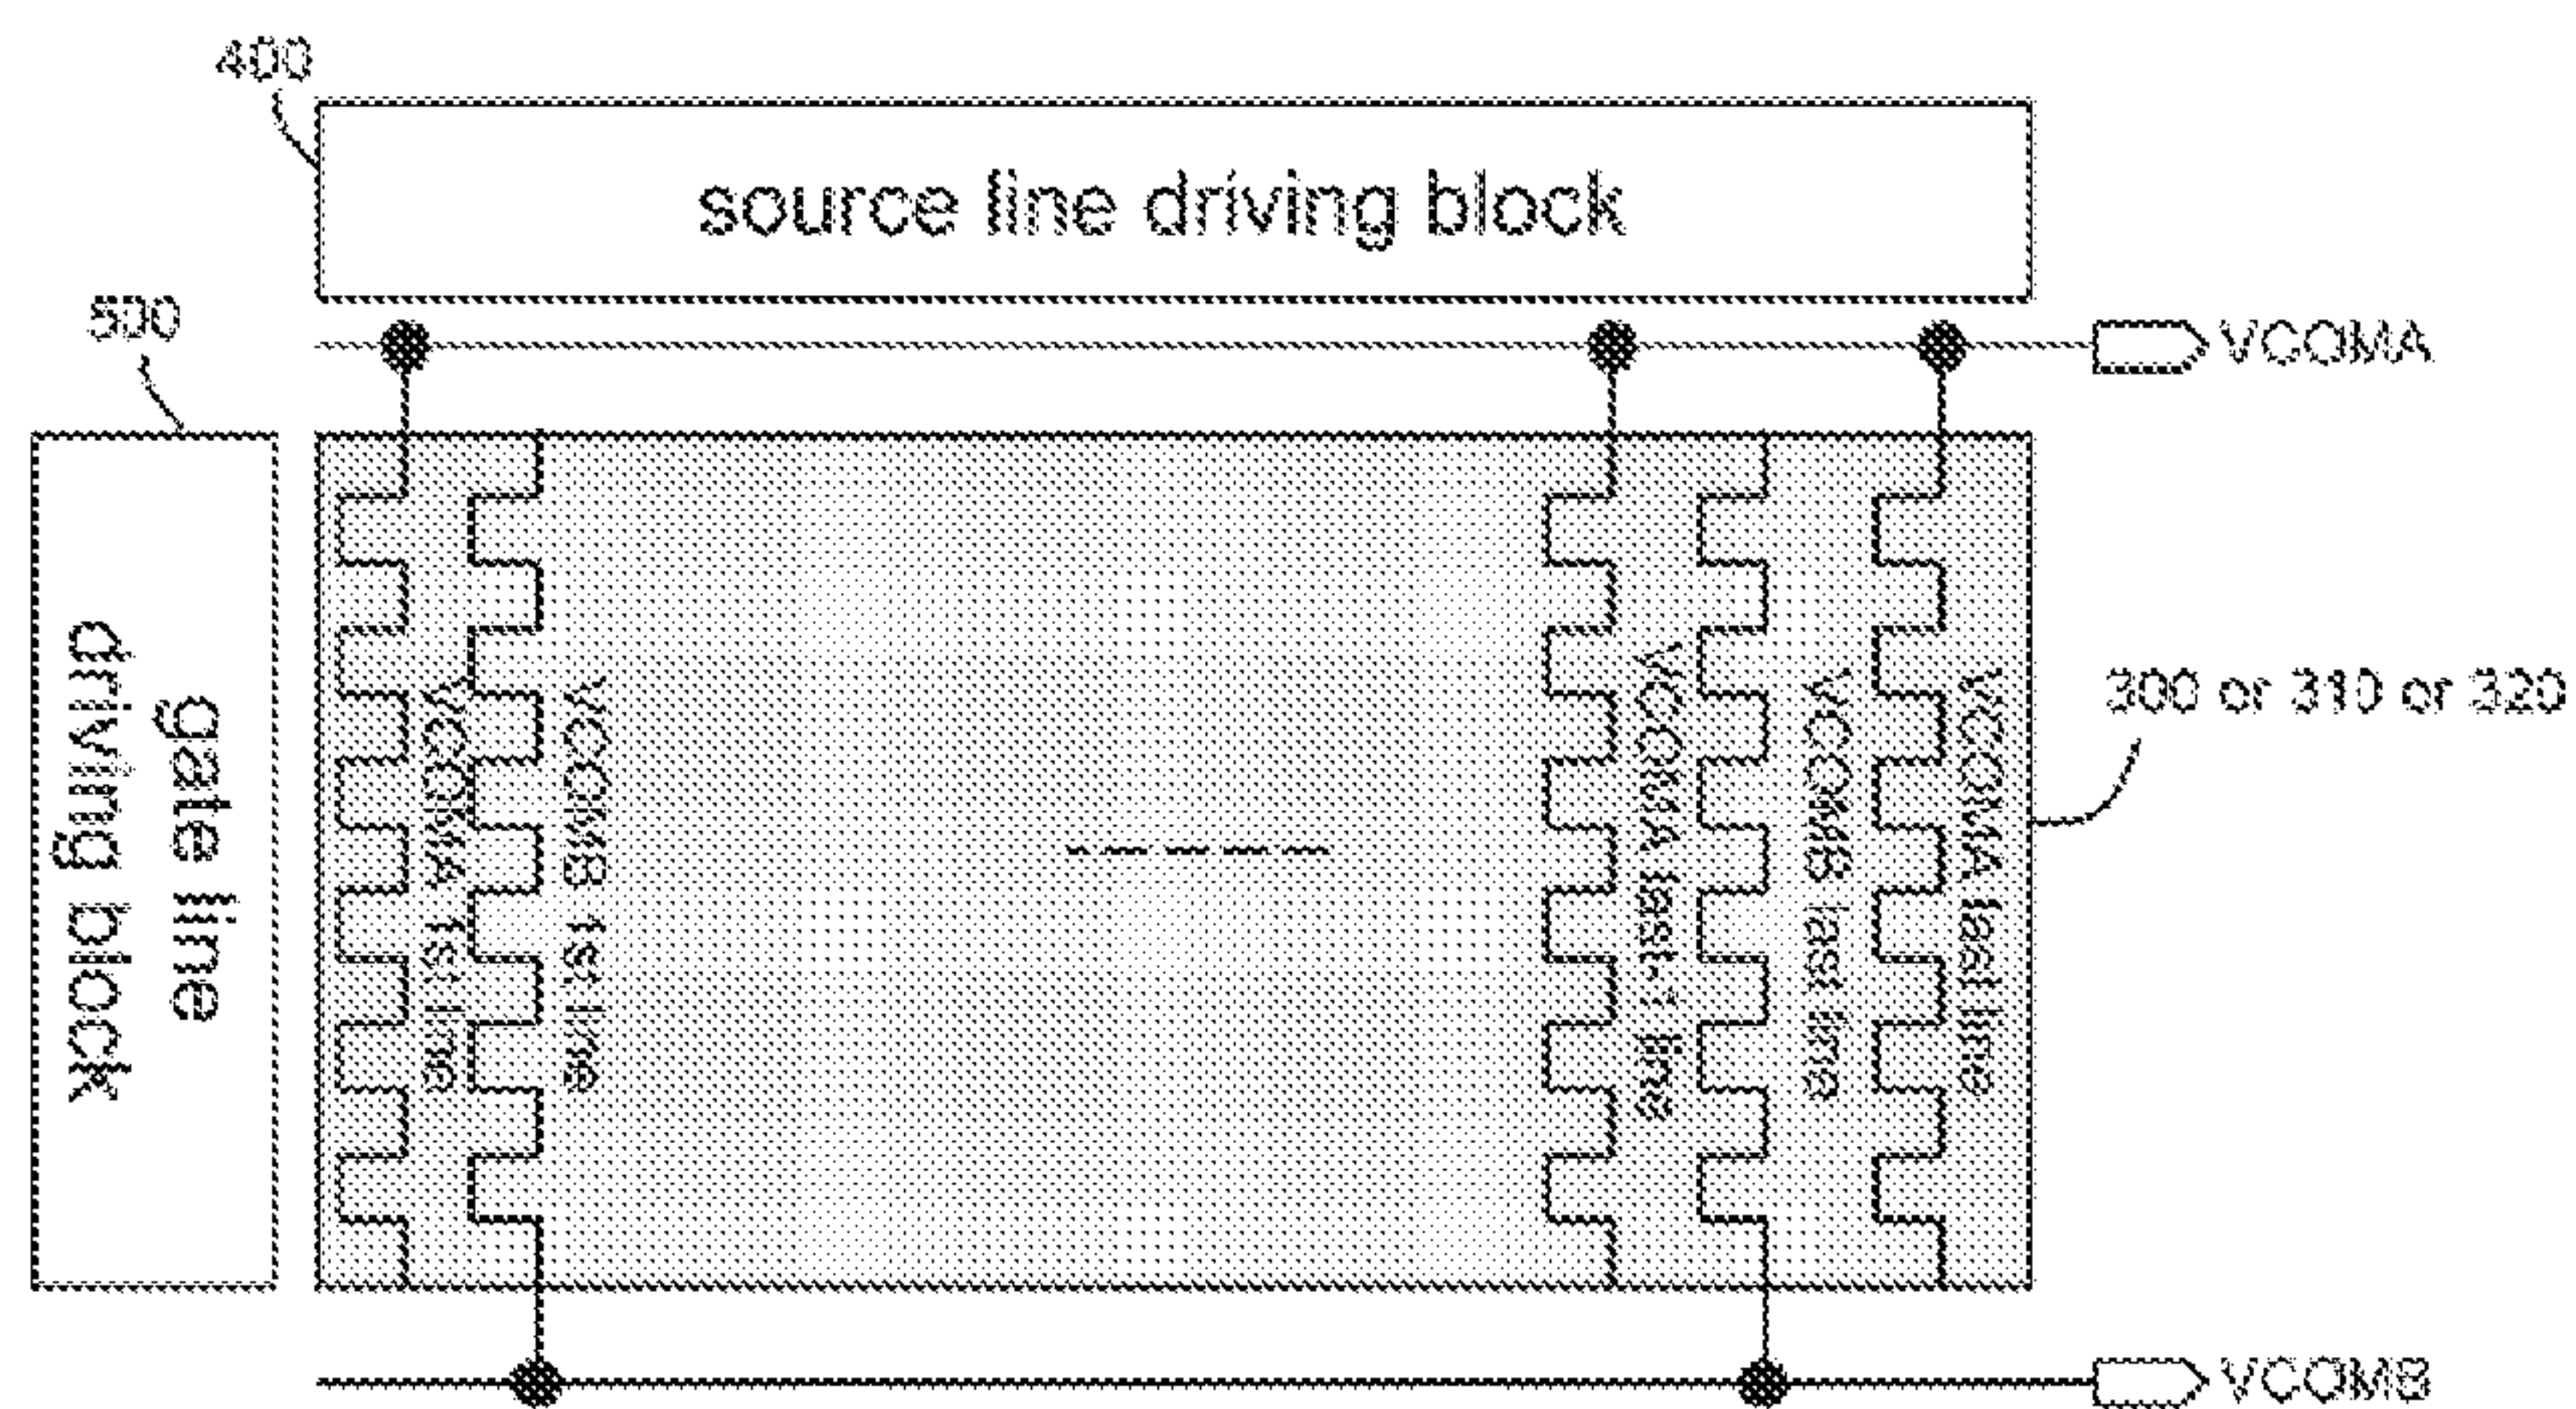 400
source line driving block
500
VCOMA
gate line
driving block
VCOMA 1st line
VCOMB 1st line
VCOMA last-1 line
VCOMB last line
VCOMA last line
300 or 310 or 320
VCOMB